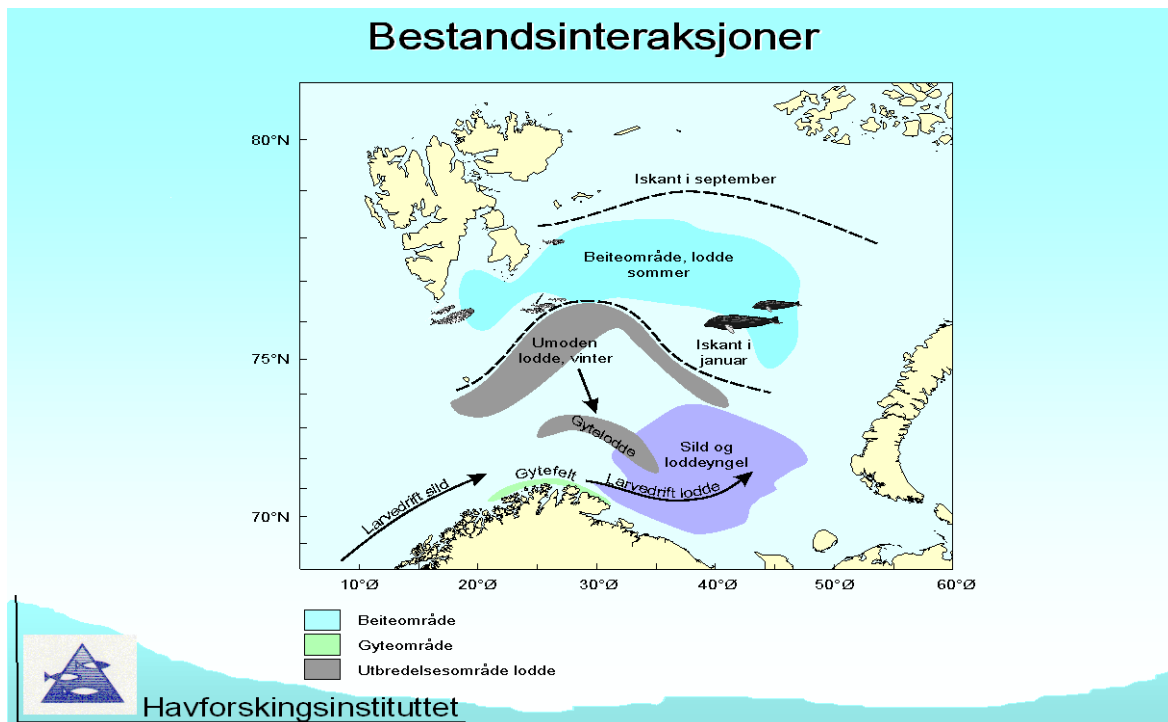 Bestandsinteraksjoner
80°N
Iskant i september
Beiteområde, lodde
sommer
75°N
Umoden
lodde, vinter
Iskant i
januar
Gytelodde
Sild og
loddeyngel
Gytefelt
Larvedrift sild
Larvedrift lodde
70°N
10°Ø 20°Ø 30°Ø 40°Ø 50°Ø 60°Ø
Beiteområde
Gyteområde
Utbredelsesområde lodde
Havforskingsinstituttet